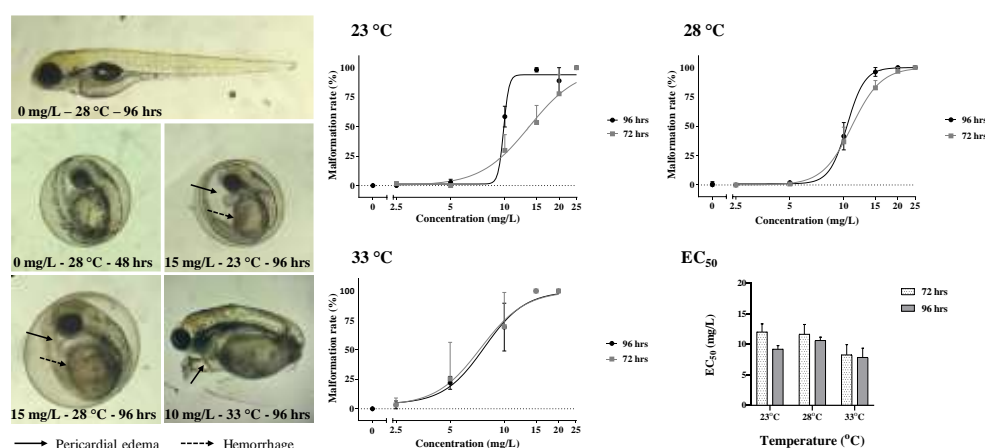 0 mg/L – 28 °C – 96 hrs
0 mg/L - 28 °C - 48 hrs
15 mg/L - 23 °C - 96 hrs
15 mg/L - 28 °C - 96 hrs
10 mg/L - 33 °C - 96 hrs
Pericardial edema
Hemorrhage
23 °C
Malformation rate (%)
100
75
50
25
0
0 2.5 5 10 15 20 25
Concentration (mg/L)
96 hrs
72 hrs
28 °C
Malformation rate (%)
100
75
50
25
0
0 2.5 5 10 15 20 25
Concentration (mg/L)
96 hrs
72 hrs
33 °C
Malformation rate (%)
100
75
50
25
0
0 2.5 5 10 15 20 25
Concentration (mg/L)
96 hrs
72 hrs
EC50
EC50 (mg/L)
20
15
10
5
0
23°C 28°C 33°C
Temperature (°C)
72 hrs
96 hrs